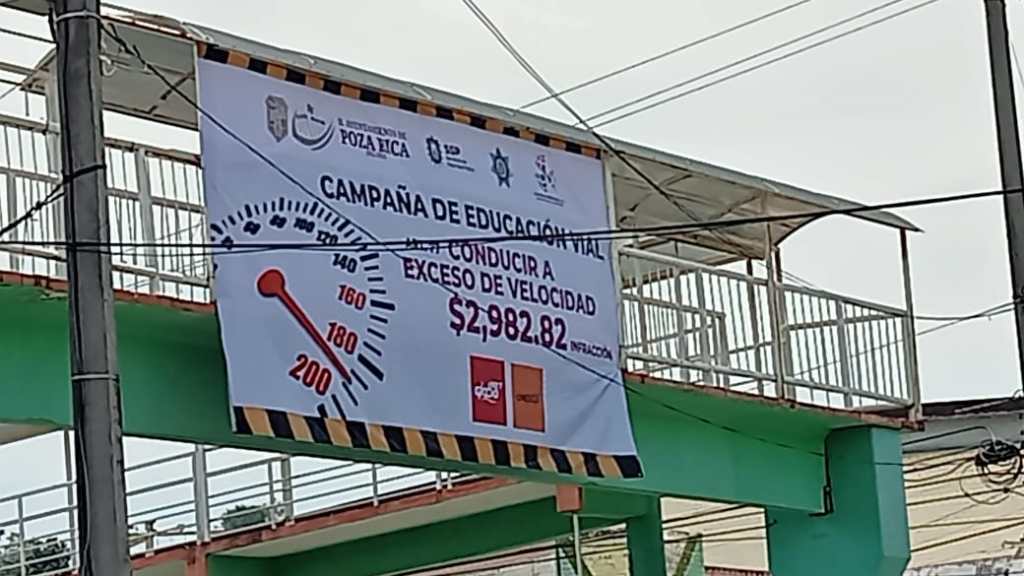 H. AYUNTAMIENTO DE
POZA RICA
SSP
CAMPAÑA DE EDUCACIÓN VIAL
CONDUCIR A
EXCESO DE VELOCIDAD
$2,982.82 INFRACCIÓN
80 100 120 140 160 180 200